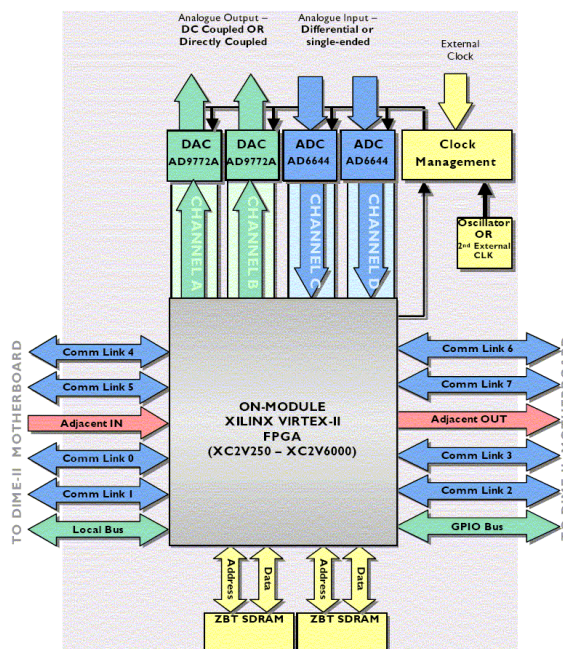 Analogue Output –
DC Coupled OR
Directly Coupled
Analogue Input –
Differential or
single-ended
External
Clock
DAC
AD9772A
DAC
AD9772A
ADC
AD6644
ADC
AD6644
Clock
Management
CHANNEL A
CHANNEL B
CHANNEL C
CHANNEL D
Oscillator
OR
2nd External
CLK
TO DIME-II MOTHERBOARD
Comm Link 4
Comm Link 5
Adjacent IN
Comm Link 0
Comm Link 1
Local Bus
ON-MODULE
XILINX VIRTEX-II
FPGA
(XC2V250 – XC2V6000)
Comm Link 6
Comm Link 7
Adjacent OUT
Comm Link 3
Comm Link 2
GPIO Bus
Address
Data
Address
Data
ZBT SDRAM
ZBT SDRAM